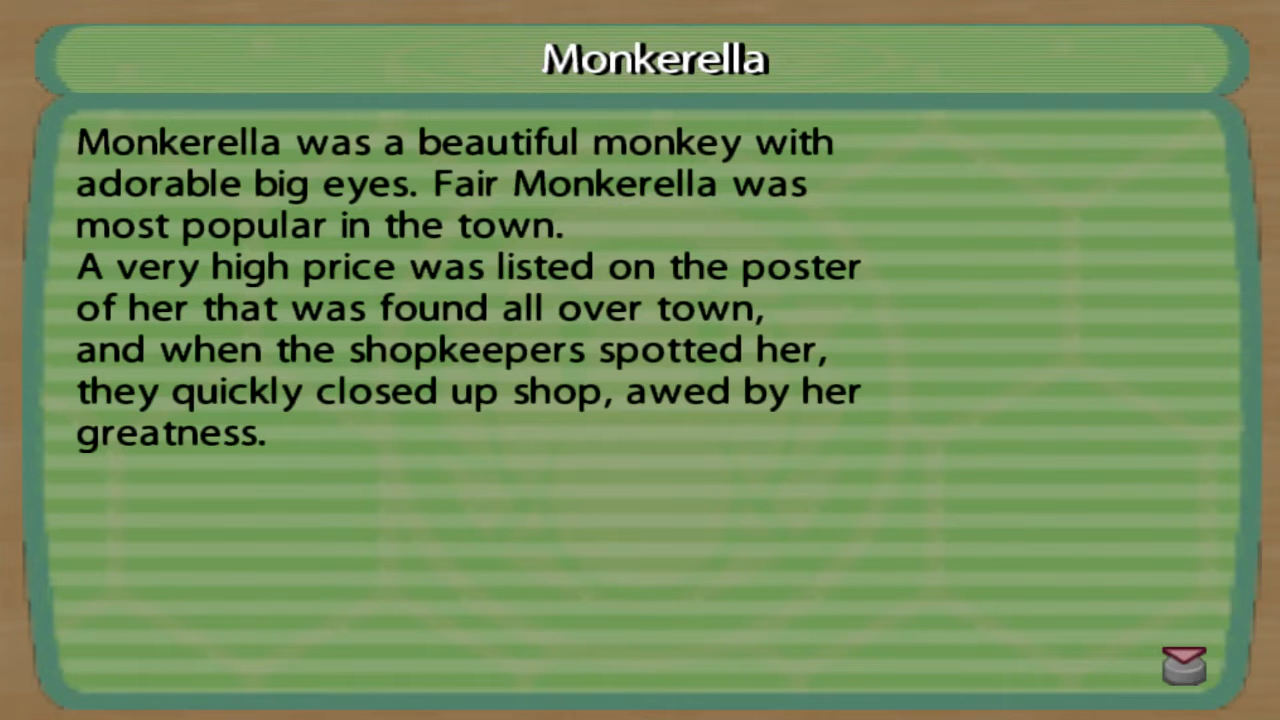 Monkerella
Monkerella was a beautiful monkey with
adorable big eyes. Fair Monkerella was
most popular in the town.
A very high price was listed on the poster
of her that was found all over town,
and when the shopkeepers spotted her,
they quickly closed up shop, awed by her
greatness.